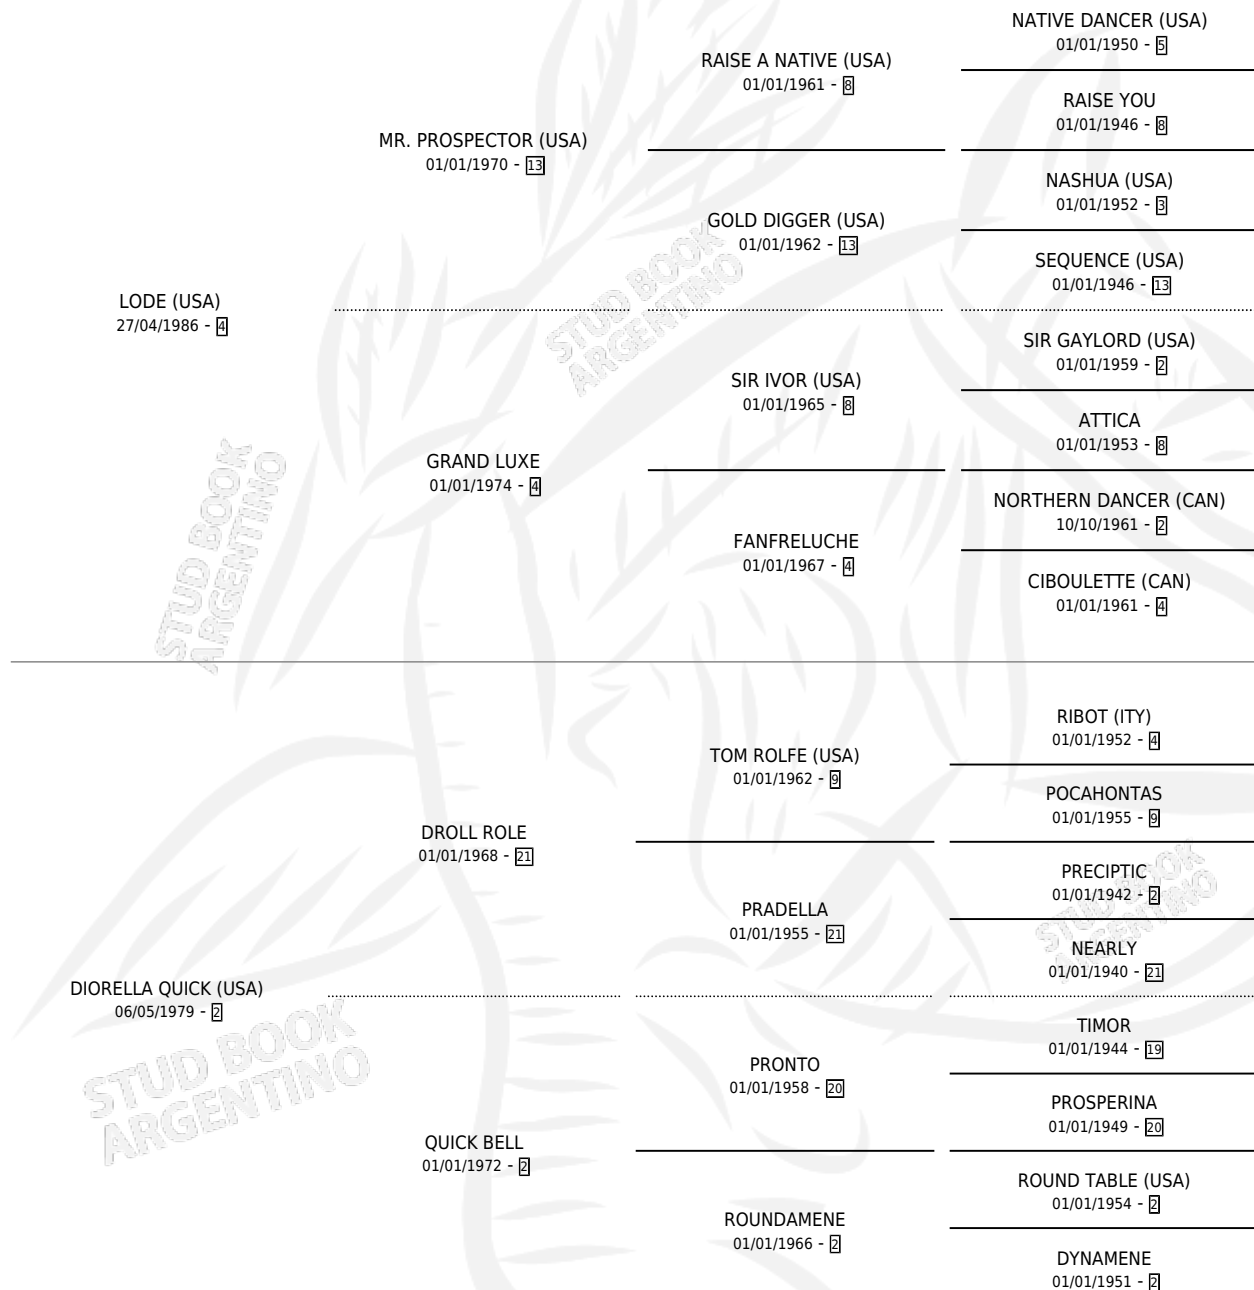 NATIVE DANCER (USA)
01/01/1950 - 5
RAISE A NATIVE (USA)
01/01/1961 - 8
RAISE YOU
01/01/1946 - 8
MR. PROSPECTOR (USA)
01/01/1970 - 13
NASHUA (USA)
01/01/1952 - 3
GOLD DIGGER (USA)
01/01/1962 - 13
SEQUENCE (USA)
01/01/1946 - 13
LODE (USA)
27/04/1986 - 4
SIR GAYLORD (USA)
01/01/1959 - 2
SIR IVOR (USA)
01/01/1965 - 8
ATTICA
01/01/1953 - 8
GRAND LUXE
01/01/1974 - 4
NORTHERN DANCER (CAN)
10/10/1961 - 2
FANFRELUCHE
01/01/1967 - 4
CIBOULETTE (CAN)
01/01/1961 - 4
RIBOT (ITY)
01/01/1952 - 4
TOM ROLFE (USA)
01/01/1962 - 9
POCAHONTAS
01/01/1955 - 9
DROLL ROLE
01/01/1968 - 21
PRECIPTIC
01/01/1942 - 2
PRADELLA
01/01/1955 - 21
NEARLY
01/01/1940 - 21
DIORELLA QUICK (USA)
06/05/1979 - 2
TIMOR
01/01/1944 - 19
PRONTO
01/01/1958 - 20
PROSPERINA
01/01/1949 - 20
QUICK BELL
01/01/1972 - 2
ROUND TABLE (USA)
01/01/1954 - 2
ROUNDAMENE
01/01/1966 - 2
DYNAMENE
01/01/1951 - 2
STUD BOOK
ARGENTINO
STUD BOOK
ARGENTINO
STUD BOOK
ARGENTINO
STUD BOOK
ARGENTINO